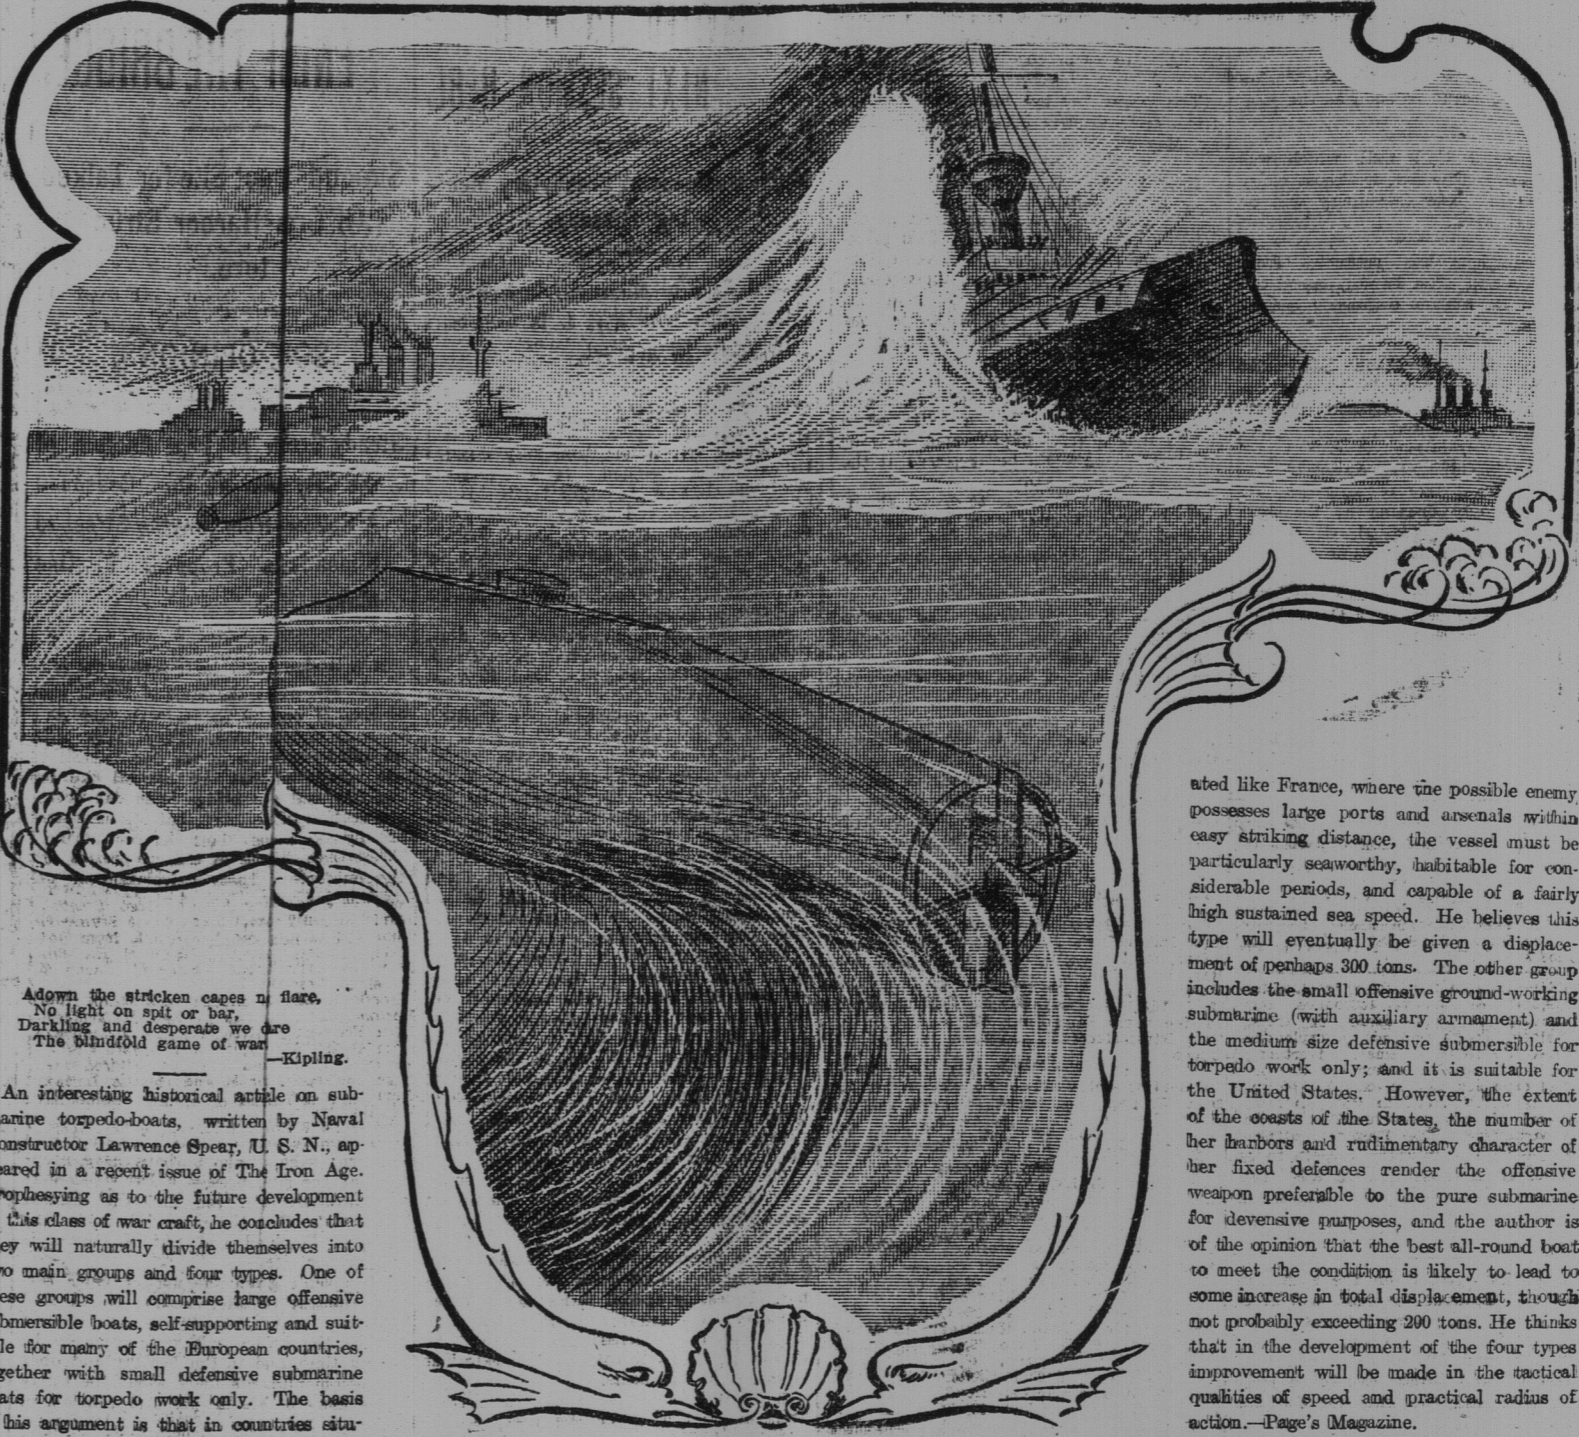 Adown the stricken capes n flare,
No light on spit or bar,
Darkling and desperate we dare
The blindfold game of war
—Kipling.
An interesting historical article on sub-
arine torpedo-boats, written by Naval
onstructor Lawrence Spear, U. S. N., ap-
eared in a recent issue of The Iron Age.
rophesying as to the future development
this class of war craft, he concludes that
ey will naturally divide themselves into
wo main groups and four types. One of
ese groups will comprise large offensive
bmersible boats, self-supporting and suit-
le for many of the European countries,
gether with small defensive submarine
ats for torpedo work only. The basis
this argument is that in countries situ-
ated like France, where the possible enemy
possesses large ports and arsenals within
easy striking distance, the vessel must be
particularly seaworthy, habitable for con-
siderable periods, and capable of a fairly
high sustained sea speed. He believes this
type will eventually be given a displace-
ment of perhaps 300 tons. The other group
includes the small offensive ground-working
submarine (with auxiliary armament) and
the medium size defensive submersible for
torpedo work only; and it is suitable for
the United States. However, the extent
of the coasts of the States, the number of
her harbors and rudimentary character of
her fixed defences render the offensive
weapon preferable to the pure submarine
for devensive purposes, and the author is
of the opinion that the best all-round boat
to meet the condition is likely to lead to
some increase in total displacement, though
not probably exceeding 200 tons. He thinks
that in the development of the four types
improvement will be made in the tactical
qualities of speed and practical radius of
action.—Page's Magazine.